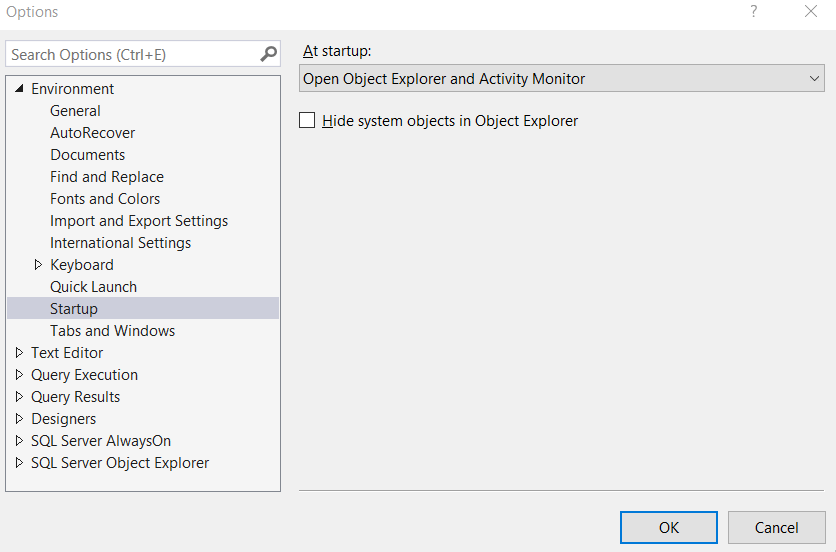 Options
?
Search Options (Ctrl+E)
Environment
General
AutoRecover
Documents
Find and Replace
Fonts and Colors
Import and Export Settings
International Settings
Keyboard
Quick Launch
Startup
Tabs and Windows
Text Editor
Query Execution
Query Results
Designers
SQL Server AlwaysOn
SQL Server Object Explorer
At startup:
Open Object Explorer and Activity Monitor
Hide system objects in Object Explorer
OK
Cancel